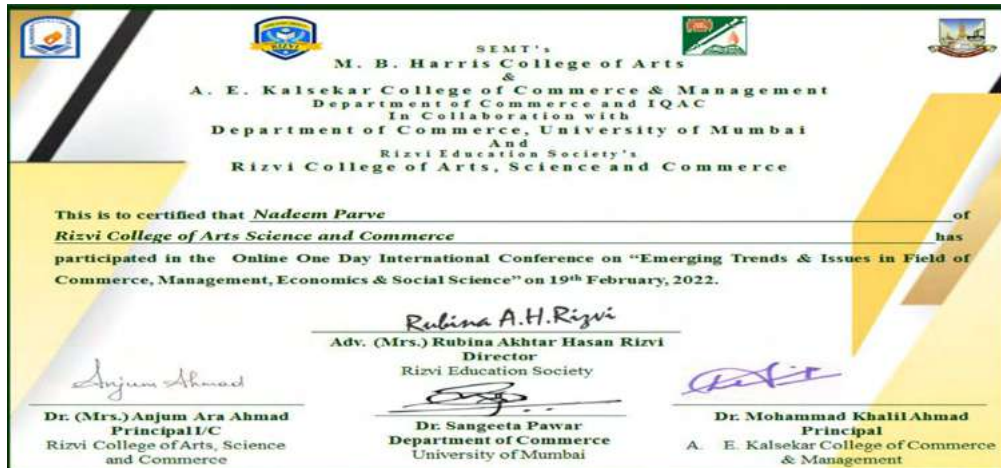 RIZVI
SEMT's
M. B. Harris College of Arts
&
A. E. Kalsekar College of Commerce & Management
Department of Commerce and IQAC
In Collaboration with
Department of Commerce, University of Mumbai
And
Rizvi Education Society's
Rizvi College of Arts, Science and Commerce
This is to certified that Nadeem Parve of
Rizvi College of Arts Science and Commerce has
participated in the Online One Day International Conference on “Emerging Trends & Issues in Field of
Commerce, Management, Economics & Social Science” on 19th February, 2022.
Rubina A.H.Rizvi
Adv. (Mrs.) Rubina Akhtar Hasan Rizvi
Director
Rizvi Education Society
Anjum Ahmad
Dr. (Mrs.) Anjum Ara Ahmad
Principal I/C
Rizvi College of Arts, Science
and Commerce
Dr. Sangeeta Pawar
Department of Commerce
University of Mumbai
Dr. Mohammad Khalil Ahmad
Principal
A. E. Kalsekar College of Commerce
& Management